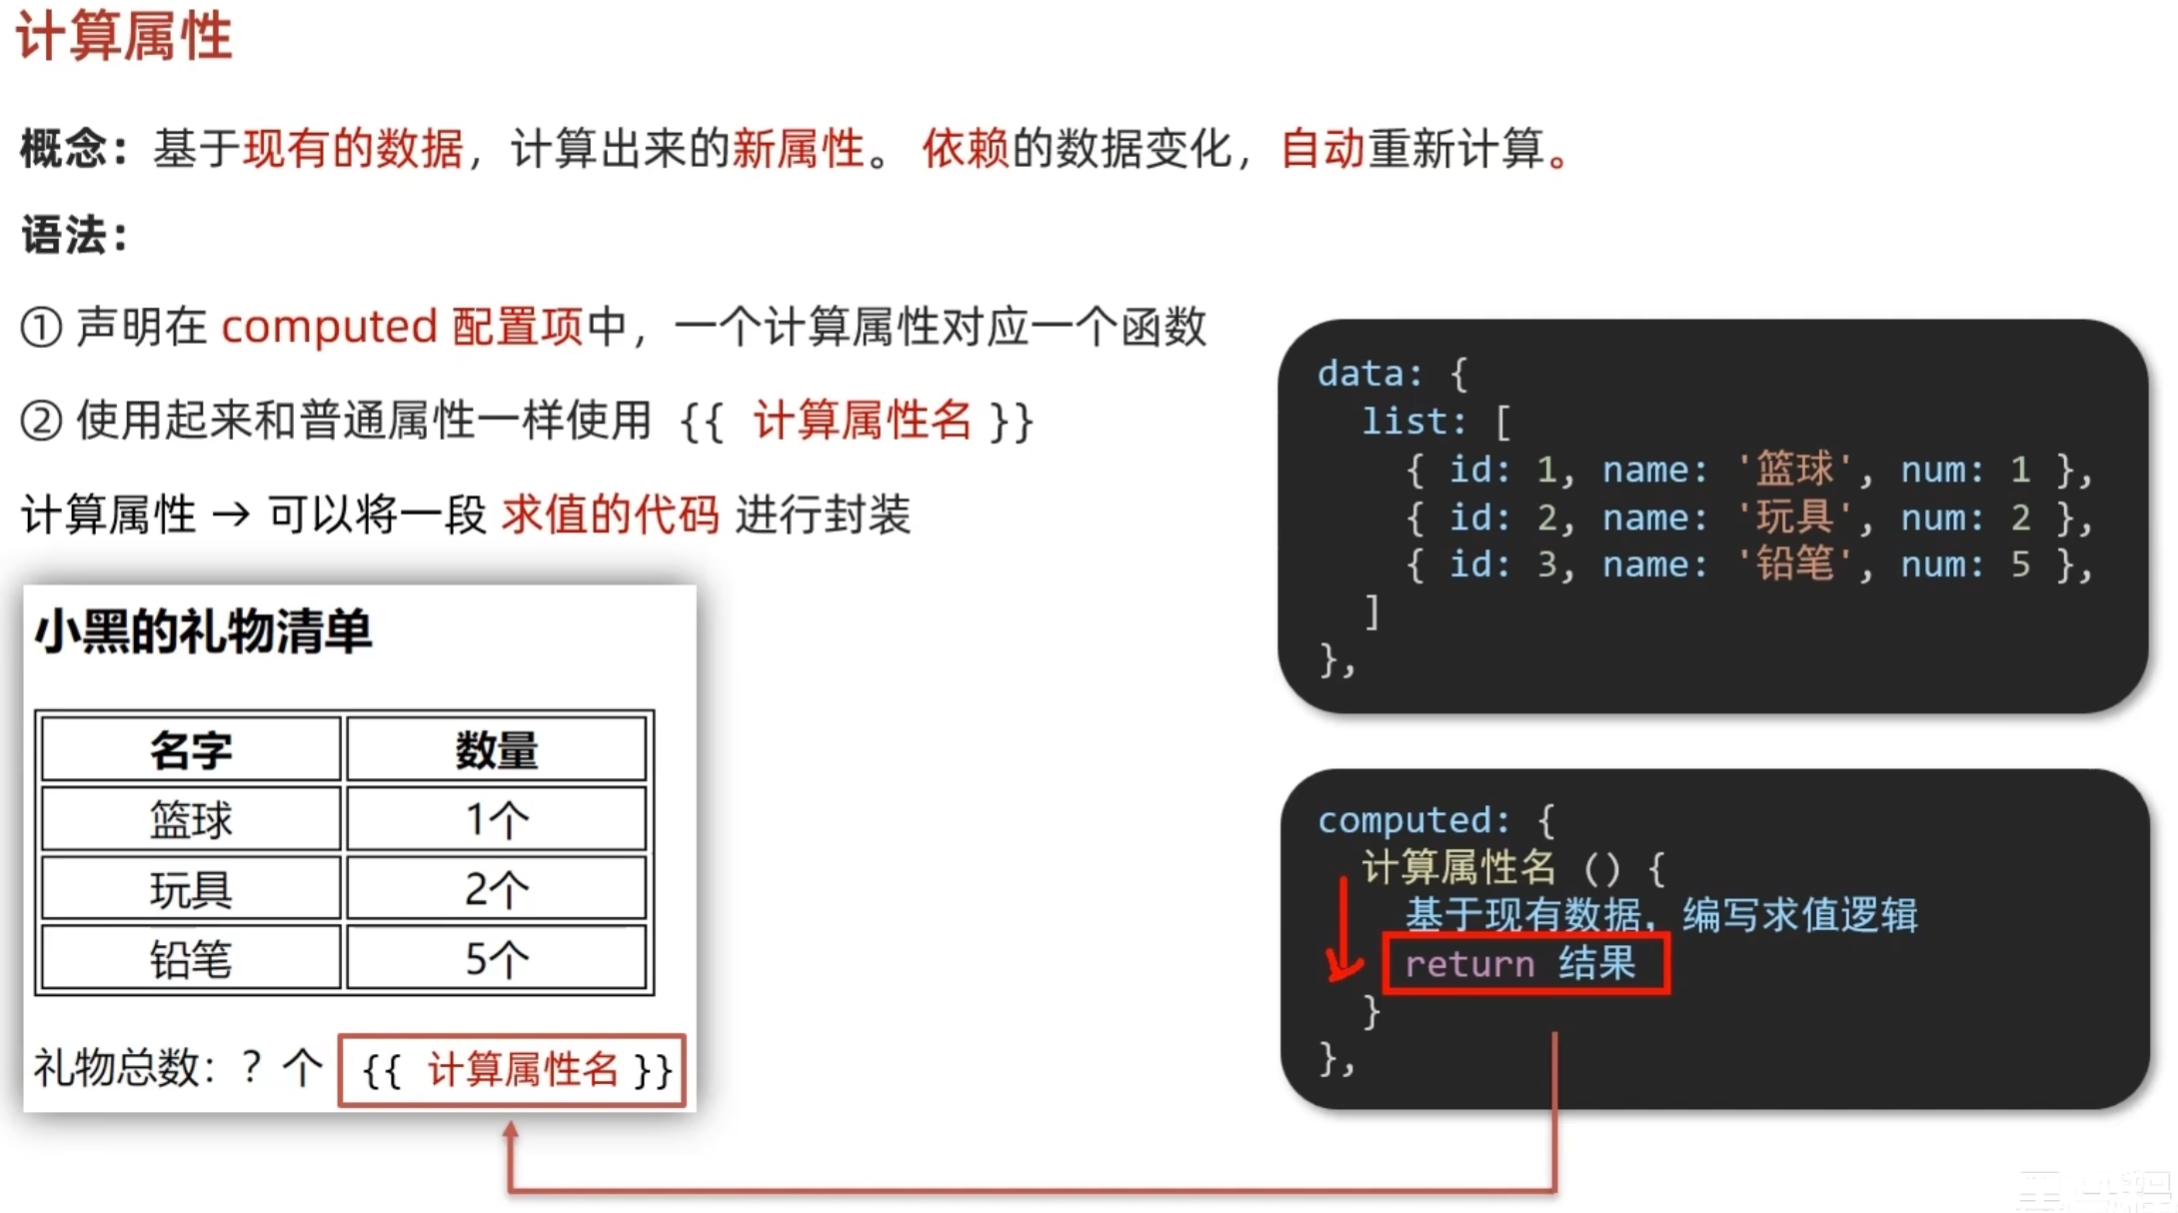 计算属性
概念：基于现有的数据，计算出来的新属性。 依赖的数据变化，自动重新计算。
语法：
① 声明在 computed 配置项中，一个计算属性对应一个函数
② 使用起来和普通属性一样使用 {{ 计算属性名 }}
计算属性 → 可以将一段 求值的代码 进行封装
小黑的礼物清单
名字 数量
篮球 1个
玩具 2个
铅笔 5个
礼物总数：？个 {{ 计算属性名 }}
data: {
list: [
{ id: 1, name: '篮球', num: 1 },
{ id: 2, name: '玩具', num: 2 },
{ id: 3, name: '铅笔', num: 5 },
]
},
computed: {
计算属性名 () {
基于现有数据，编写求值逻辑
return 结果
}
},